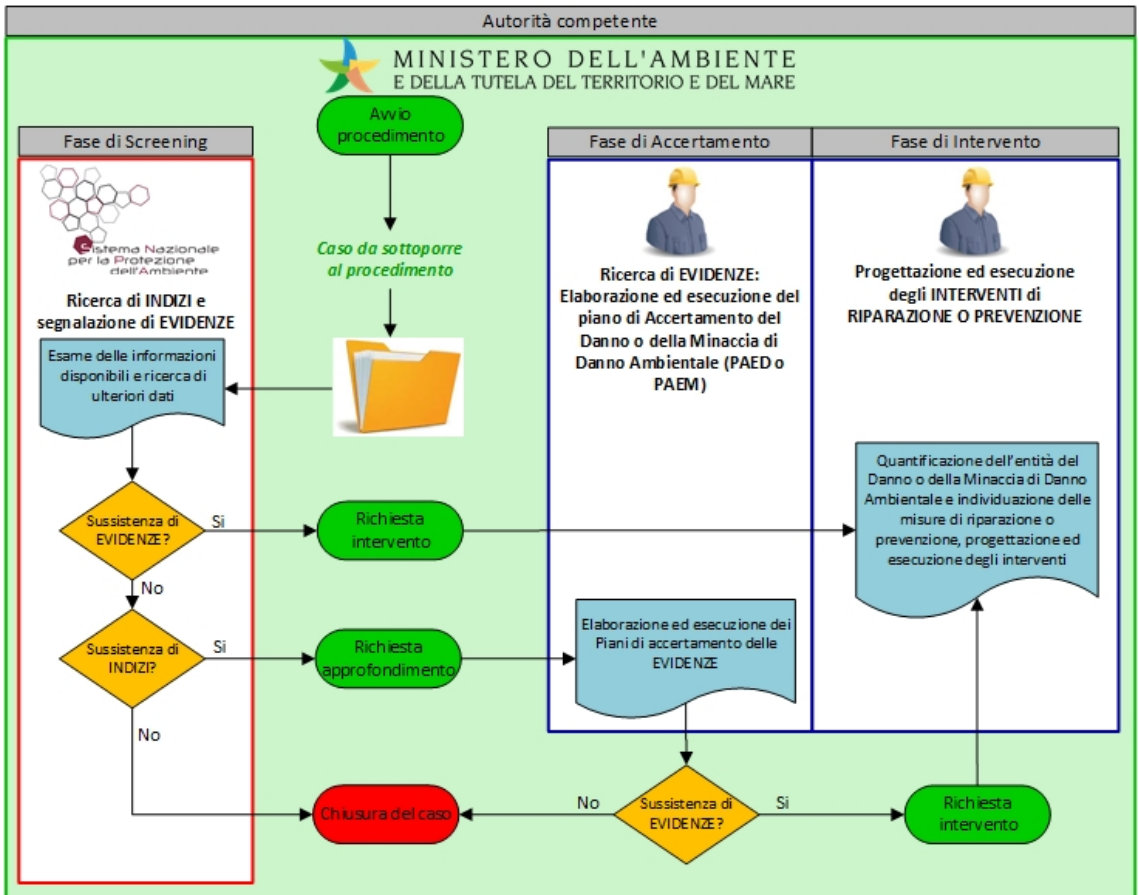 Autorità competente
MINISTERO DELL'AMBIENTE
E DELLA TUTELA DEL TERRITORIO E DEL MARE
Avvio
procedimento
Caso da sottoporre
al procedimento
Fase di Screening
Sistema Nazionale
per la Protezione
dell'Ambiente
Ricerca di INDIZI e
segnalazione di EVIDENZE
Esame delle informazioni
disponibili e ricerca di
ulteriori dati
Sussistenza di
EVIDENZE?
Si
Richiesta
intervento
No
Sussistenza di
INDIZI?
Si
Richiesta
approfondimento
No
Chiusura del caso
Fase di Accertamento
Ricerca di EVIDENZE:
Elaborazione ed esecuzione del
piano di Accertamento del
Danno o della Minaccia di
Danno Ambientale (PAED o
PAEM)
Elaborazione ed esecuzione dei
Piani di accertamento delle
EVIDENZE
No
Sussistenza di
EVIDENZE?
Si
Richiesta
intervento
Fase di Intervento
Progettazione ed esecuzione
degli INTERVENTI di
RIPARAZIONE O PREVENZIONE
Quantificazione dell'entità del
Danno o della Minaccia di Danno
Ambientale e individuazione delle
misure di riparazione o
prevenzione, progettazione ed
esecuzione degli interventi